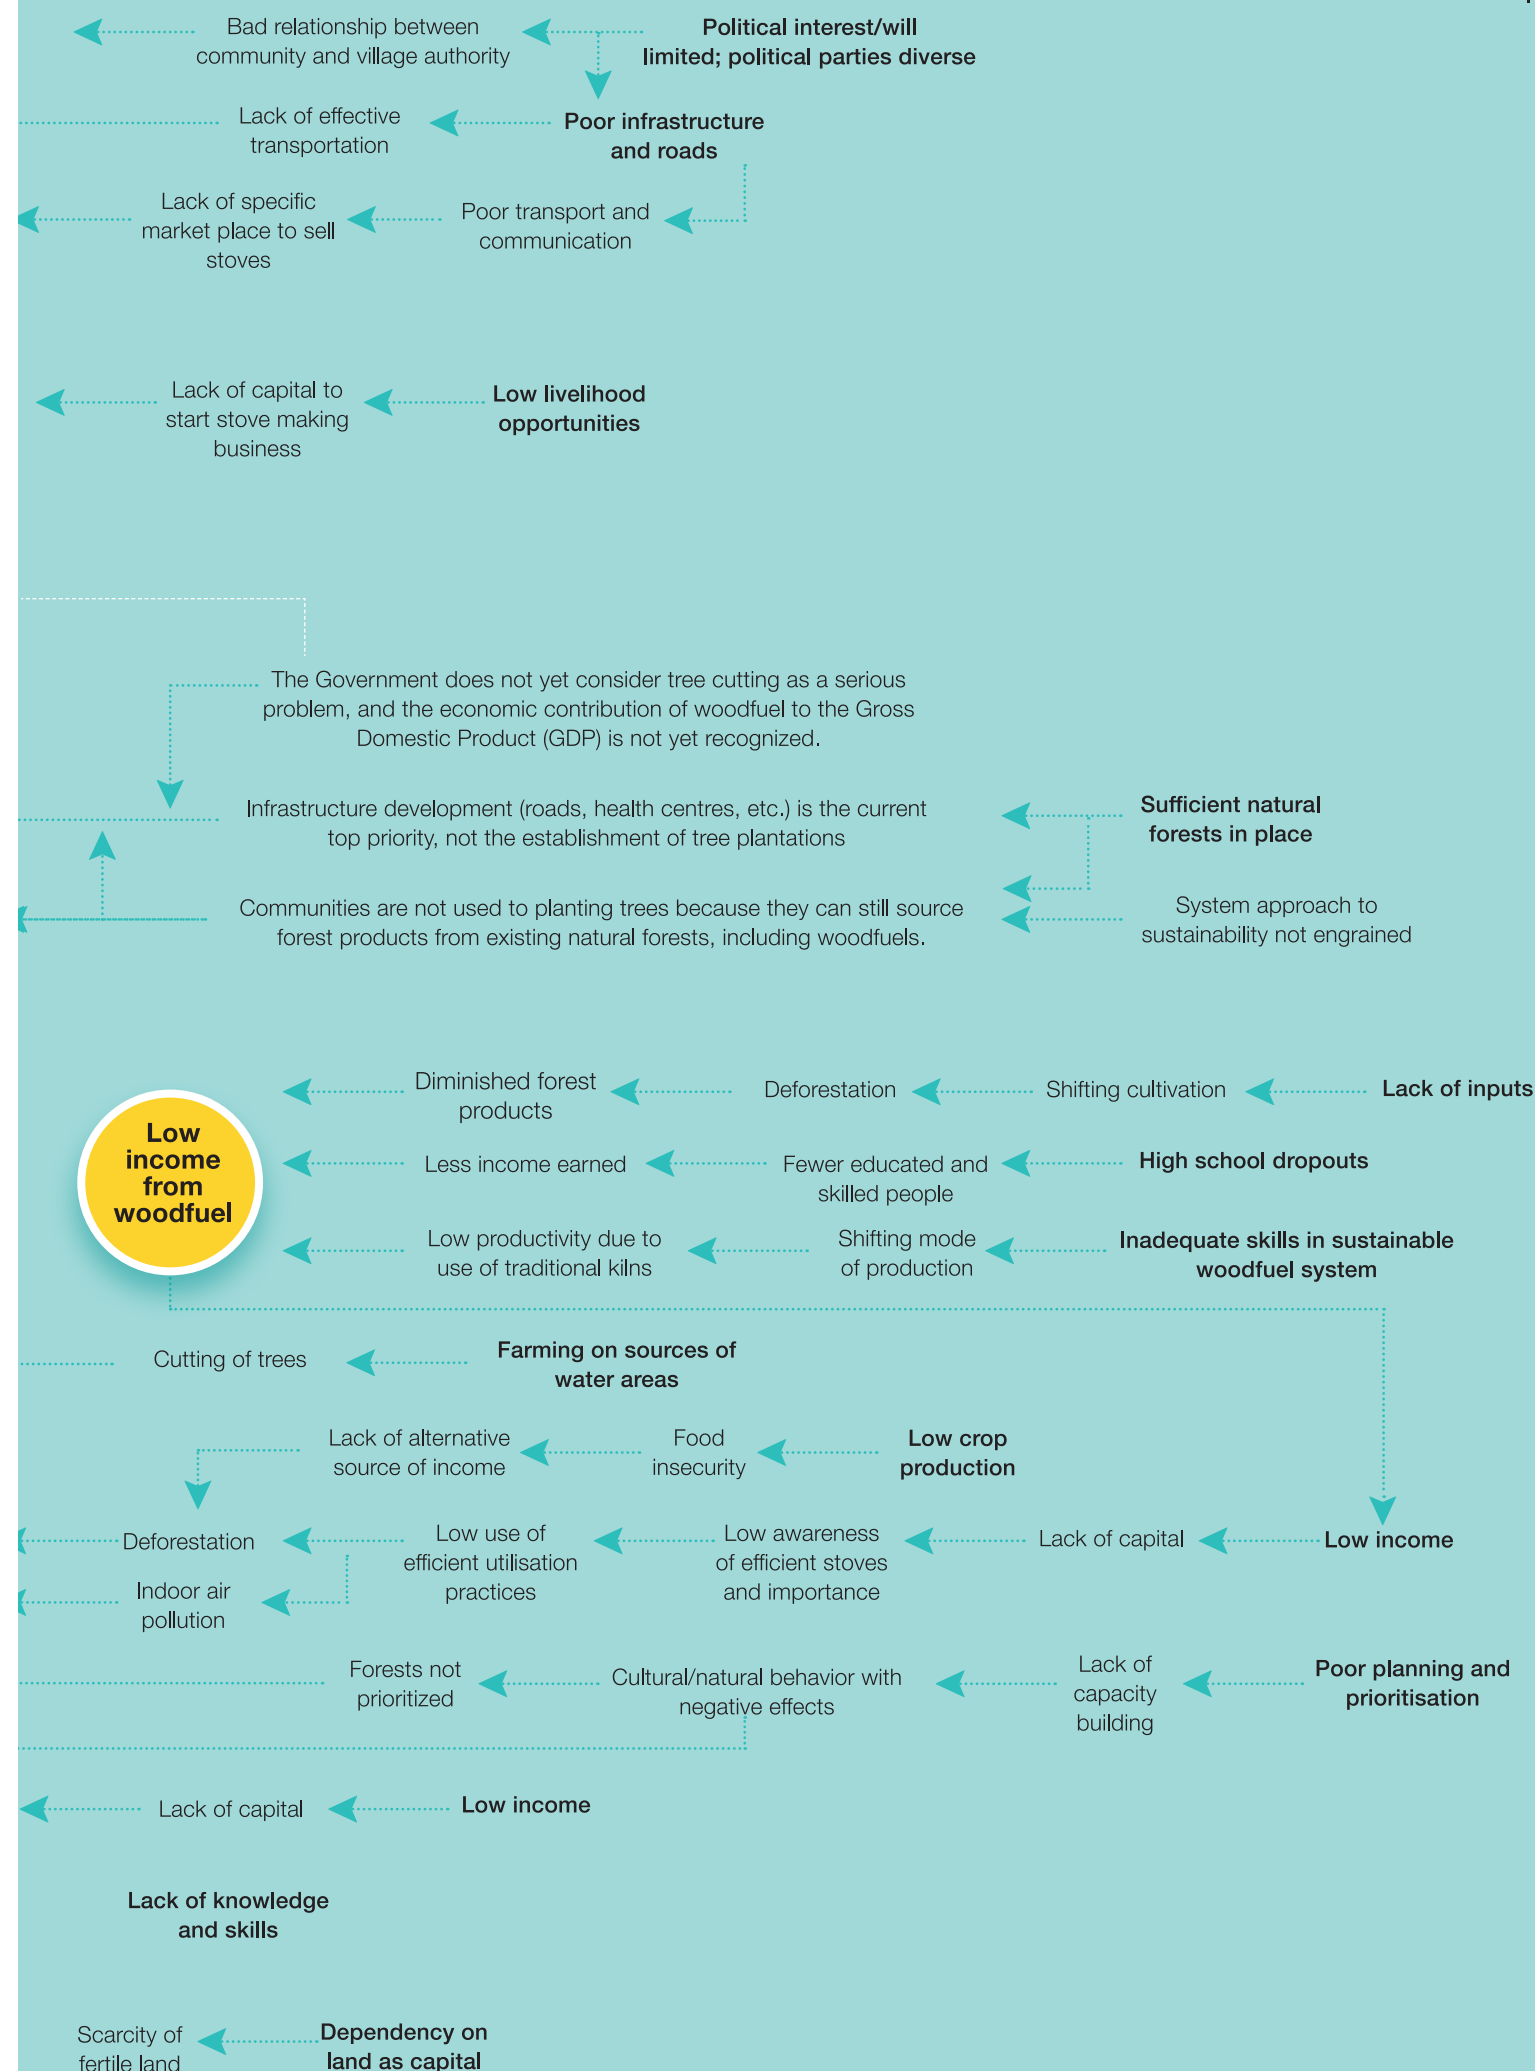 Bad relationship between
community and village authority
Political interest/will
limited; political parties diverse
Lack of effective
transportation
Poor infrastructure
and roads
Lack of specific
market place to sell
stoves
Poor transport and
communication
Lack of capital to
start stove making
business
Low livelihood
opportunities
The Government does not yet consider tree cutting as a serious
problem, and the economic contribution of woodfuel to the Gross
Domestic Product (GDP) is not yet recognized.
Infrastructure development (roads, health centres, etc.) is the current
top priority, not the establishment of tree plantations
Sufficient natural
forests in place
Communities are not used to planting trees because they can still source
forest products from existing natural forests, including woodfuels.
System approach to
sustainability not engrained
Low
income
from
woodfuel
Diminished forest
products
Deforestation
Shifting cultivation
Lack of inputs
Less income earned
Fewer educated and
skilled people
High school dropouts
Low productivity due to
use of traditional kilns
Shifting mode
of production
Inadequate skills in sustainable
woodfuel system
Cutting of trees
Farming on sources of
water areas
Lack of alternative
source of income
Food
insecurity
Low crop
production
Deforestation
Low use of
efficient utilisation
practices
Low awareness
of efficient stoves
and importance
Lack of capital
Low income
Indoor air
pollution
Forests not
prioritized
Cultural/natural behavior with
negative effects
Lack of
capacity
building
Poor planning and
prioritisation
Lack of capital
Low income
Lack of knowledge
and skills
Scarcity of
fertile land
Dependency on
land as capital